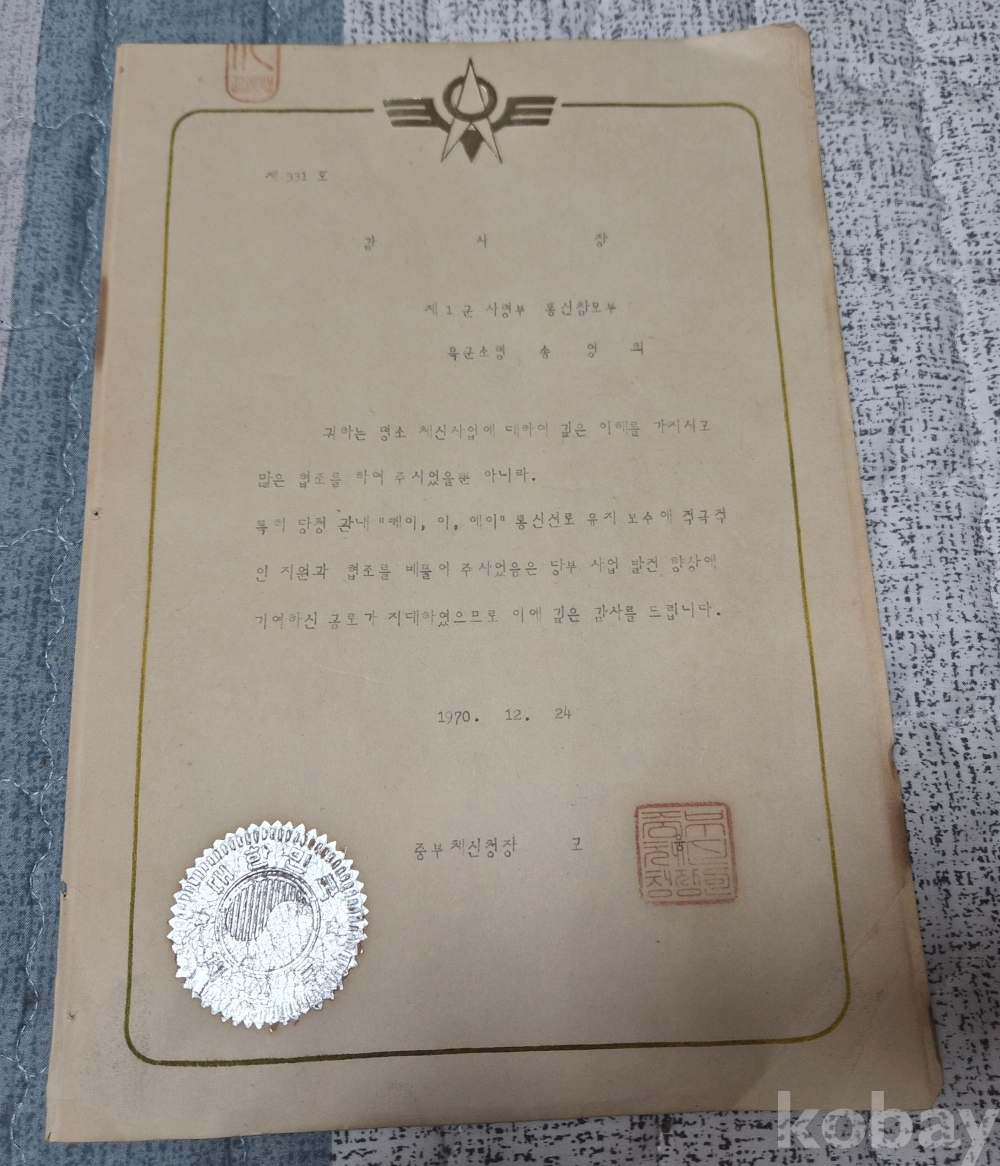 제 331 호
감 사 장
제 1 군 사령부 통신참모부
육군소령 송 영 희
귀하는 평소 체신사업에 대하여 깊은 이해를 가지시고
많은 협조를 하여 주시었을뿐 아니라.
특히 당청 관내 "케이, 이, 에이" 통신선로 유지 보수에 적극적
인 지원과 협조를 베풀어 주시었음은 당부 사업 발전 향상에
기여하신 공로가 지대하였으므로 이에 깊은 감사를 드립니다.
1970. 12. 24
중부체신청장 고
대한민국
kobay